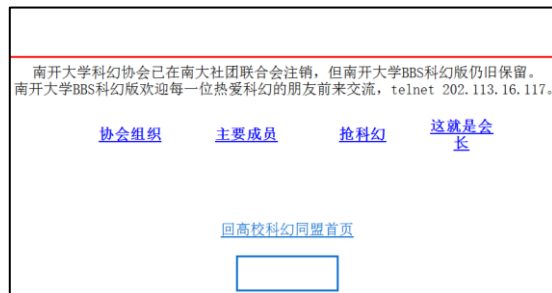 南开大学科幻协会已在南大社团联合会注销，但南开大学BBS科幻版仍旧保留。
南开大学BBS科幻版欢迎每一位热爱科幻的朋友前来交流，telnet 202.113.16.117。
协会组织 主要成员 抢科幻 这就是会
长
回高校科幻同盟首页